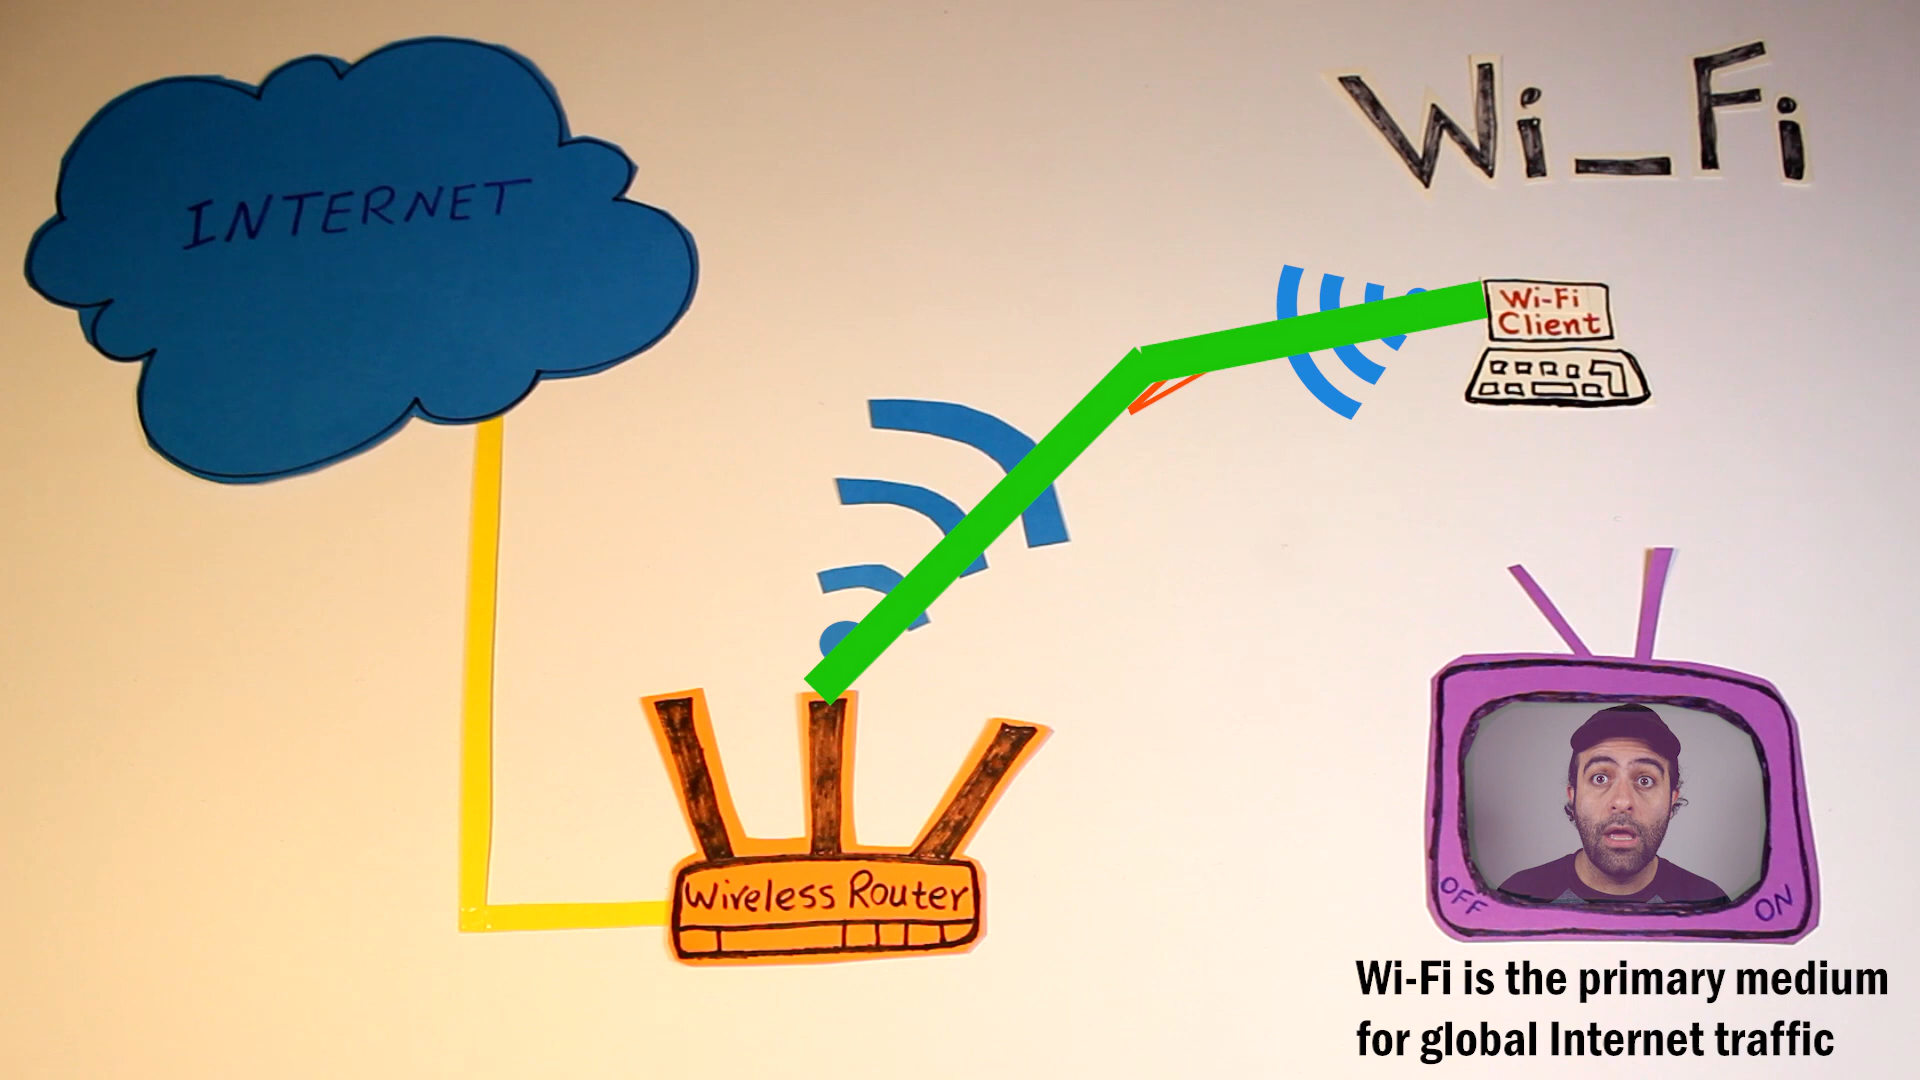 INTERNET
Wi_Fi
Wi-Fi
Client
Wireless Router
OFF
ON
Wi-Fi is the primary medium
for global Internet traffic